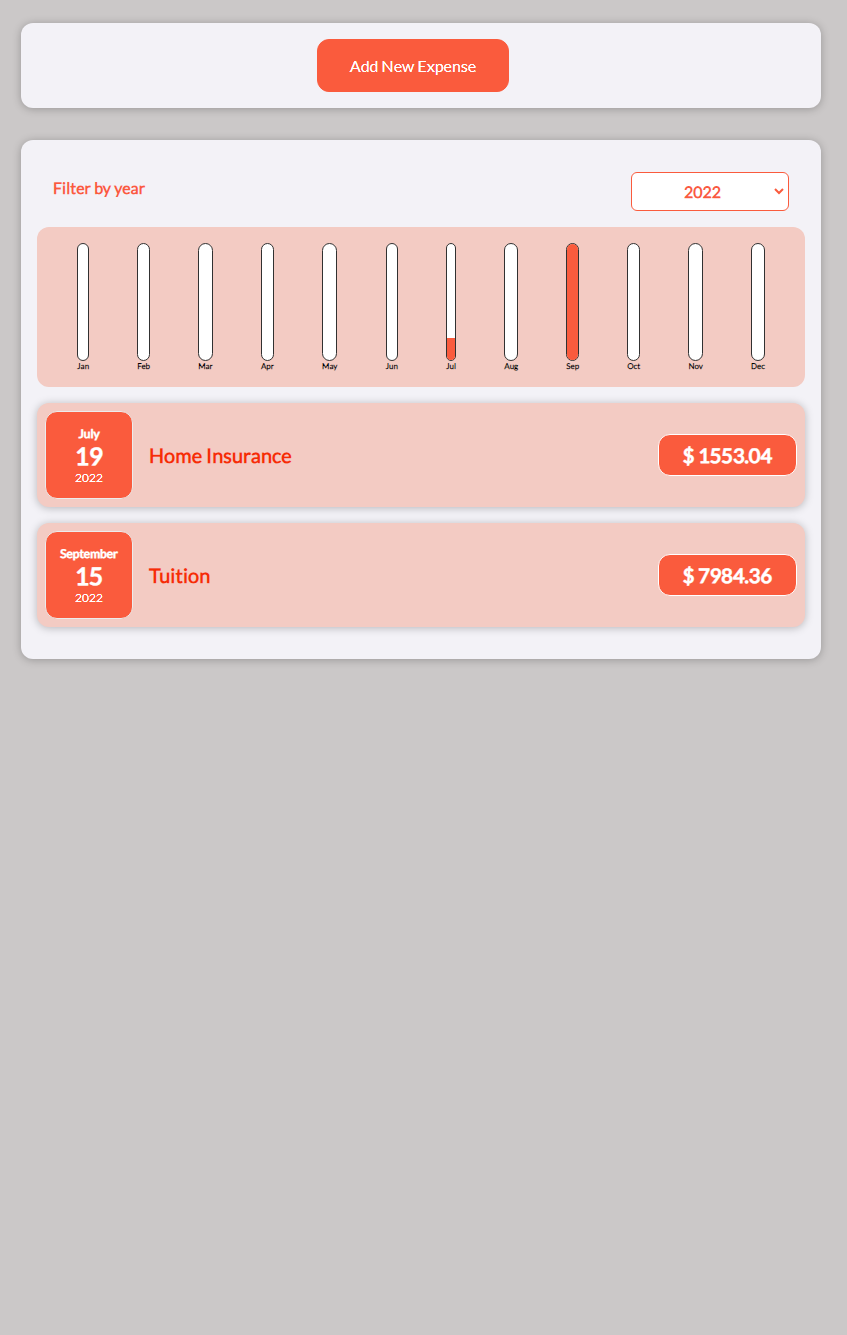 Add New Expense
Filter by year
2022
Jan Feb Mar Apr May Jun Jul Aug Sep Oct Nov Dec
July
19
2022
Home Insurance
$ 1553.04
September
15
2022
Tuition
$ 7984.36